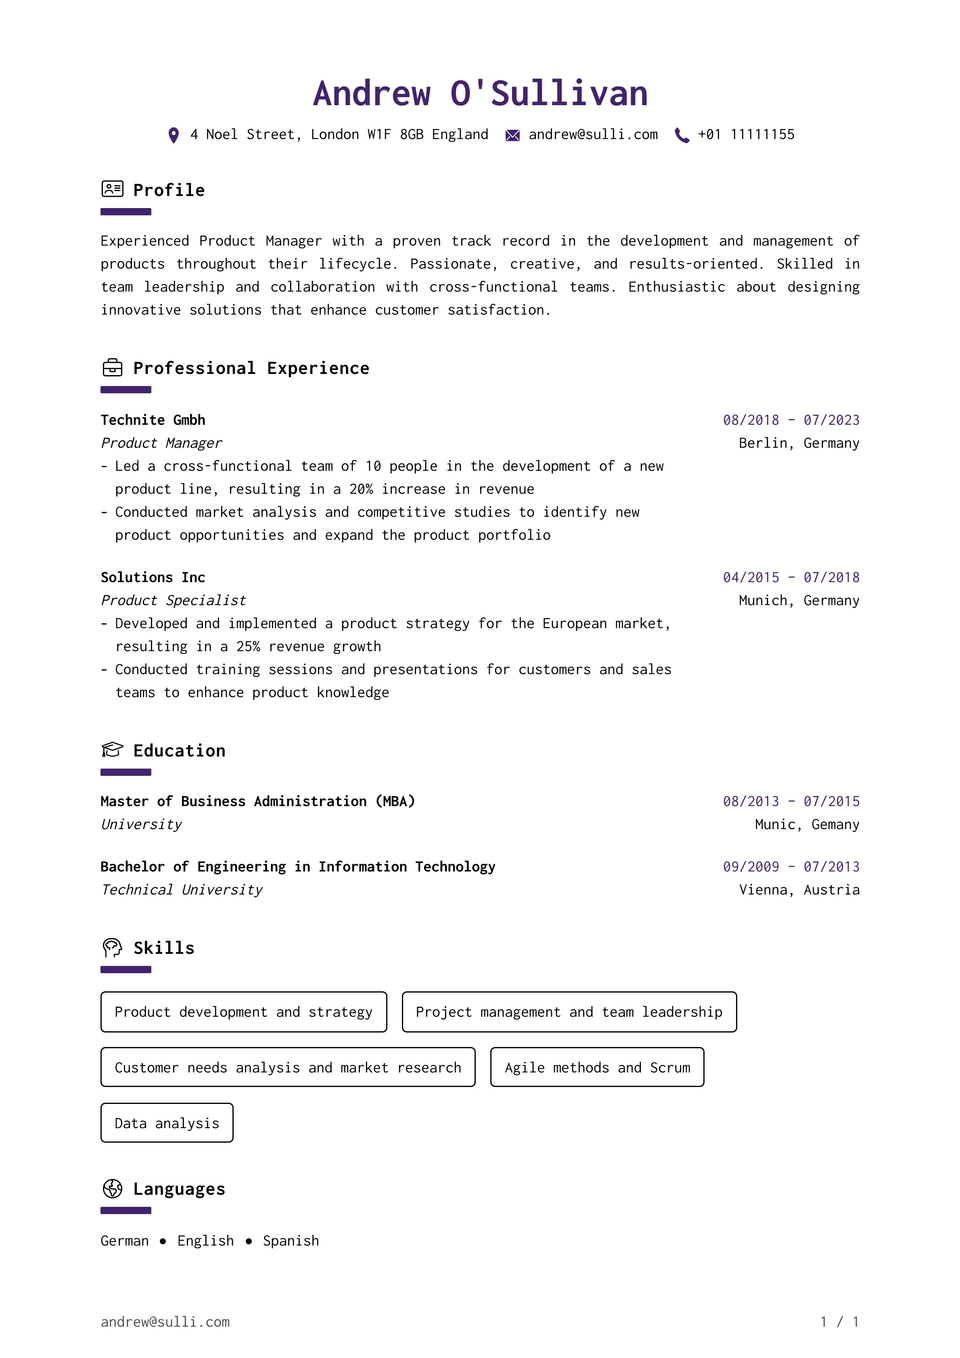 Andrew O'Sullivan
4 Noel Street, London W1F 8GB England andrew@sulli.com +01 11111155
Profile
Experienced Product Manager with a proven track record in the development and management of
products throughout their lifecycle. Passionate, creative, and results-oriented. Skilled in
team leadership and collaboration with cross-functional teams. Enthusiastic about designing
innovative solutions that enhance customer satisfaction.
Professional Experience
Technite Gmbh 08/2018 – 07/2023
Product Manager Berlin, Germany
- Led a cross-functional team of 10 people in the development of a new
product line, resulting in a 20% increase in revenue
- Conducted market analysis and competitive studies to identify new
product opportunities and expand the product portfolio
Solutions Inc 04/2015 – 07/2018
Product Specialist Munich, Germany
- Developed and implemented a product strategy for the European market,
resulting in a 25% revenue growth
- Conducted training sessions and presentations for customers and sales
teams to enhance product knowledge
Education
Master of Business Administration (MBA) 08/2013 – 07/2015
University Munic, Gemany
Bachelor of Engineering in Information Technology 09/2009 – 07/2013
Technical University Vienna, Austria
Skills
Product development and strategy Project management and team leadership
Customer needs analysis and market research Agile methods and Scrum
Data analysis
Languages
German ● English ● Spanish
andrew@sulli.com 1 / 1